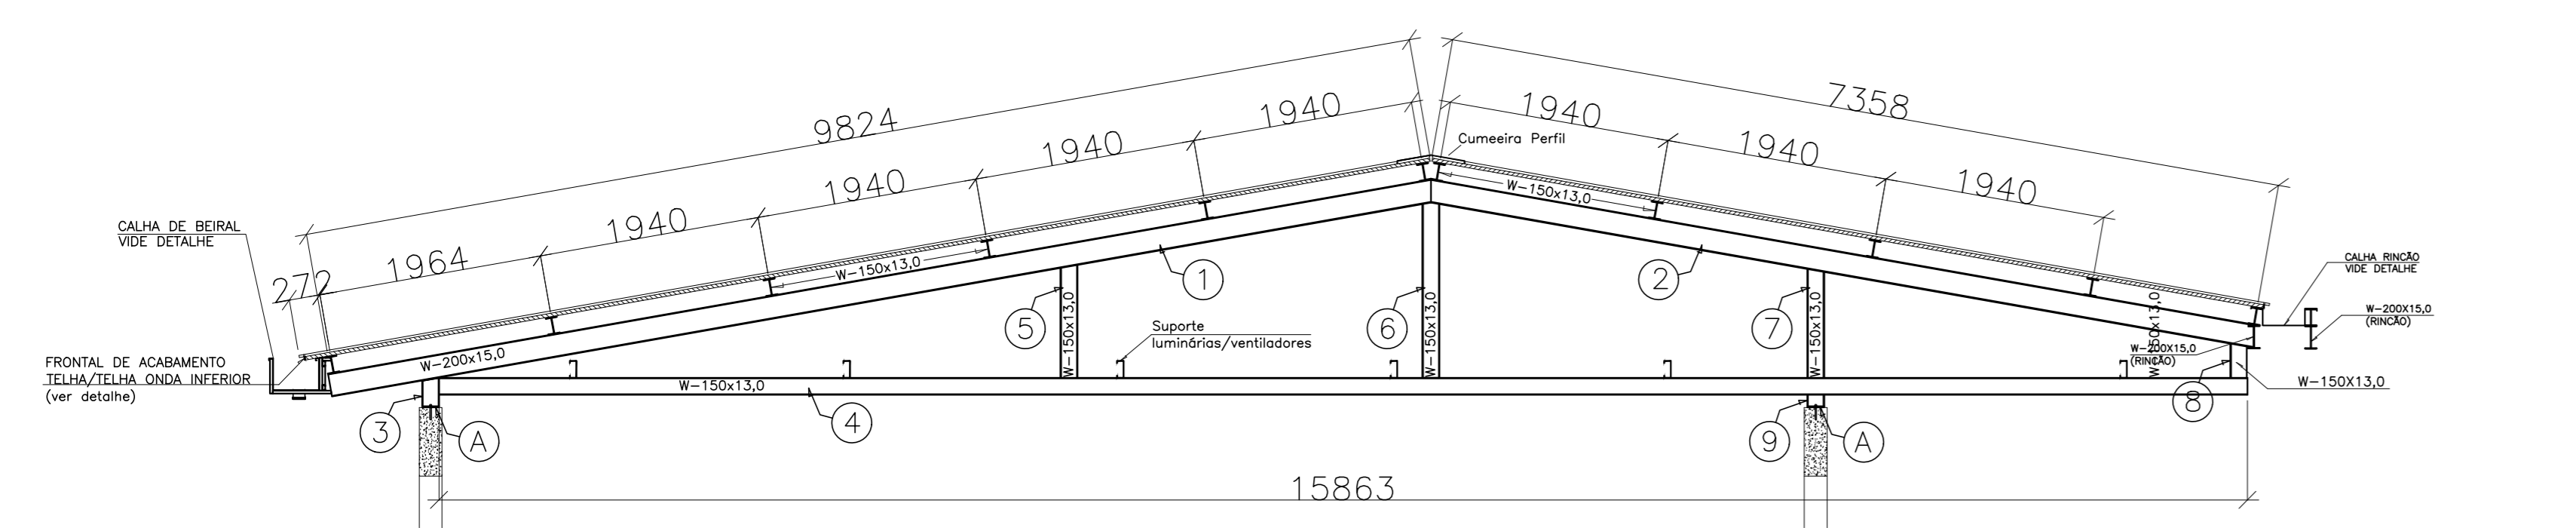 9824
7358
1940
1940
1940
1940
1964
272
1940
1940
1940
Cumeeira Perfil
W-150x13,0
W-150x13,0
CALHA DE BEIRAL
VIDE DETALHE
CALHA RINCÃO
VIDE DETALHE
W-200X15,0
(RINCÃO)
1
2
5
W-150x13,0
6
W-150x13,0
7
W-150x13,0
W-150x13,0
Suporte
luminárias/ventiladores
W-200X15,0
(RINCÃO)
FRONTAL DE ACABAMENTO
TELHA/TELHA ONDA INFERIOR
(ver detalhe)
W-200x15,0
W-150x13,0
W-150X13,0
3
A
4
9
A
8
15863